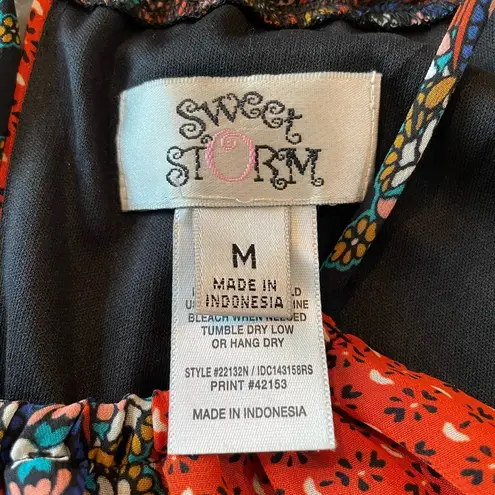 Sweet
STORM
M
MADE IN
INDONESIA
BLEACH WHEN NEEDED
TUMBLE DRY LOW
OR HANG DRY
STYLE #22132N / IDC143158RS
PRINT #42153
MADE IN INDONESIA